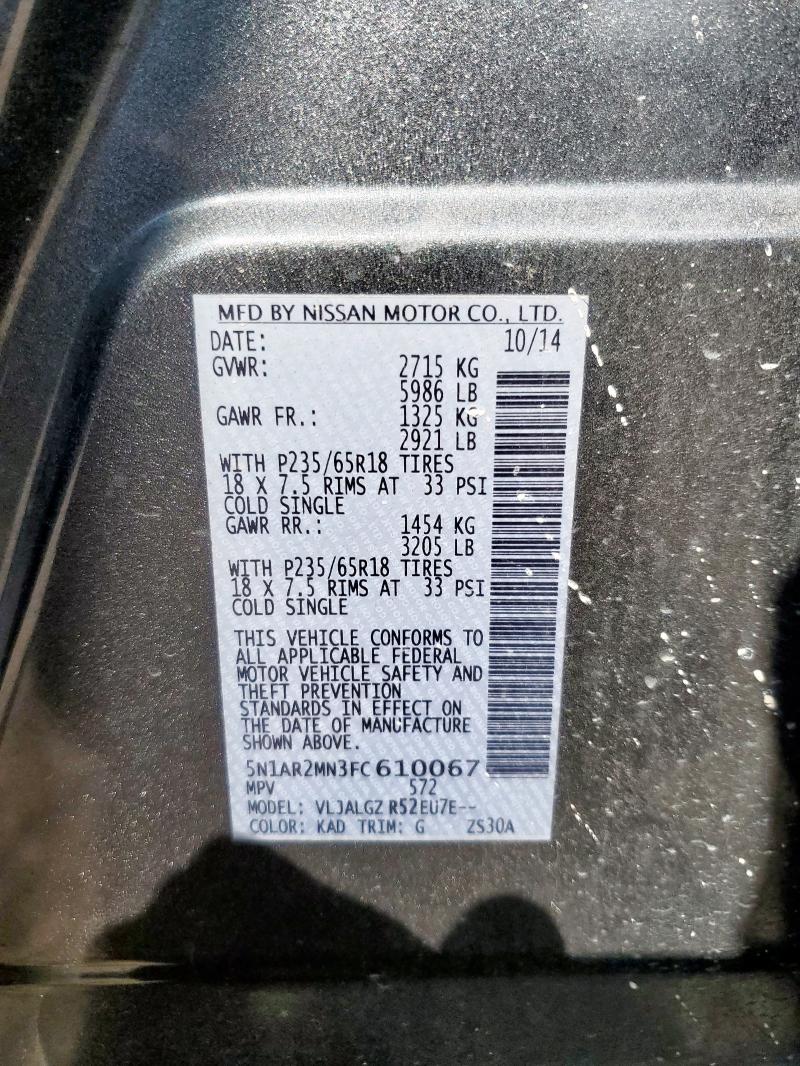 MFD BY NISSAN MOTOR CO., LTD.
DATE: 10/14
GVWR: 2715 KG
5986 LB
GAWR FR.: 1325 KG
2921 LB
WITH P235/65R18 TIRES
18 X 7.5 RIMS AT 33 PSI
COLD SINGLE
GAWR RR.: 1454 KG
3205 LB
WITH P235/65R18 TIRES
18 X 7.5 RIMS AT 33 PSI
COLD SINGLE
THIS VEHICLE CONFORMS TO
ALL APPLICABLE FEDERAL
MOTOR VEHICLE SAFETY AND
THEFT PREVENTION
STANDARDS IN EFFECT ON
THE DATE OF MANUFACTURE
SHOWN ABOVE.
5N1AR2MN3FC610067
MPV 572
MODEL: VLJALGZ R52EU7E--
COLOR: KAD TRIM: G ZS30A